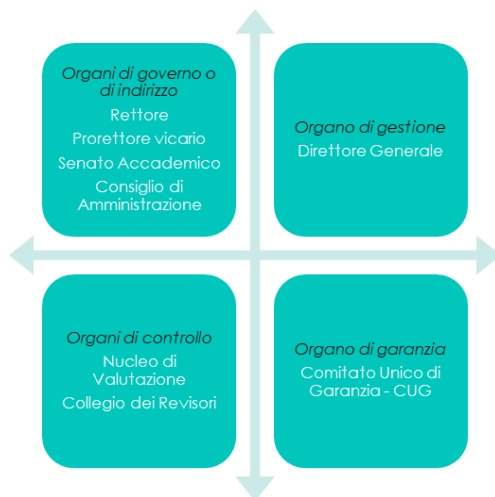 Organi di governo o
di indirizzo
Rettore
Prorettore vicario
Senato Accademico
Consiglio di
Amministrazione
Organo di gestione
Direttore Generale
Organi di controllo
Nucleo di
Valutazione
Collegio dei Revisori
Organo di garanzia
Comitato Unico di
Garanzia - CUG